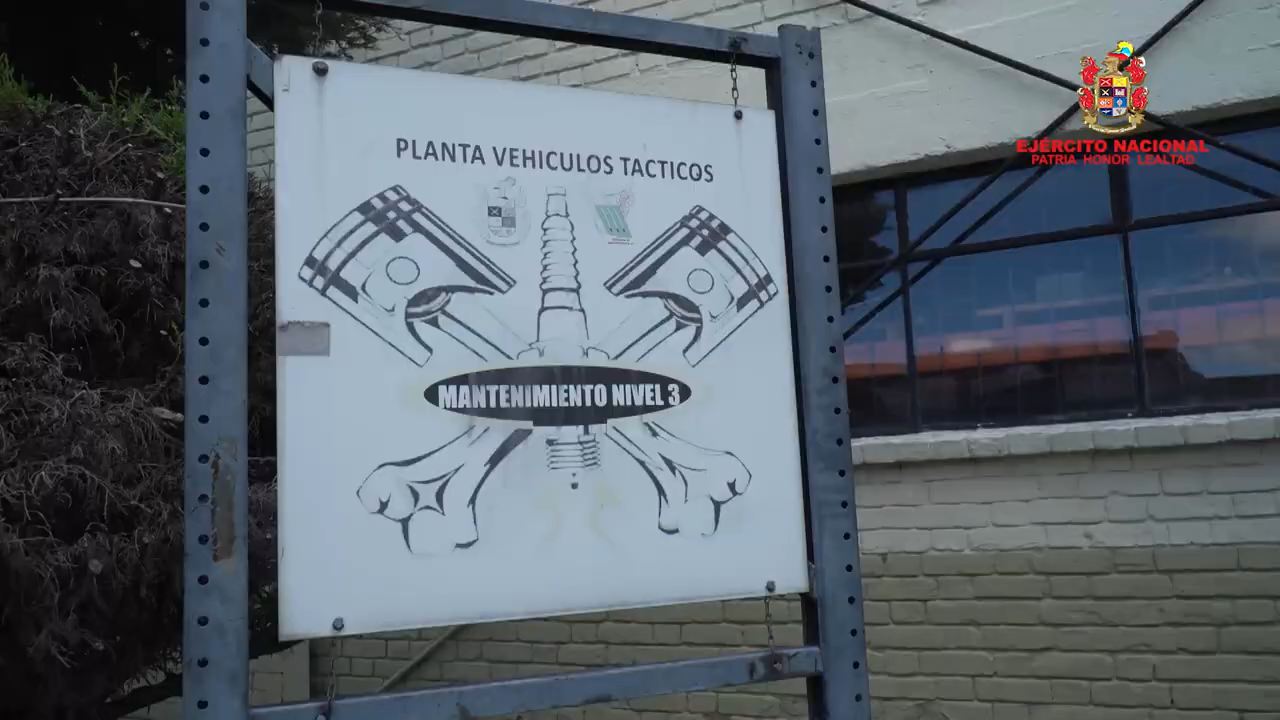 PLANTA VEHICULOS TACTICOS
MANTENIMIENTO NIVEL 3
EJÉRCITO NACIONAL
PATRIA HONOR LEALTAD